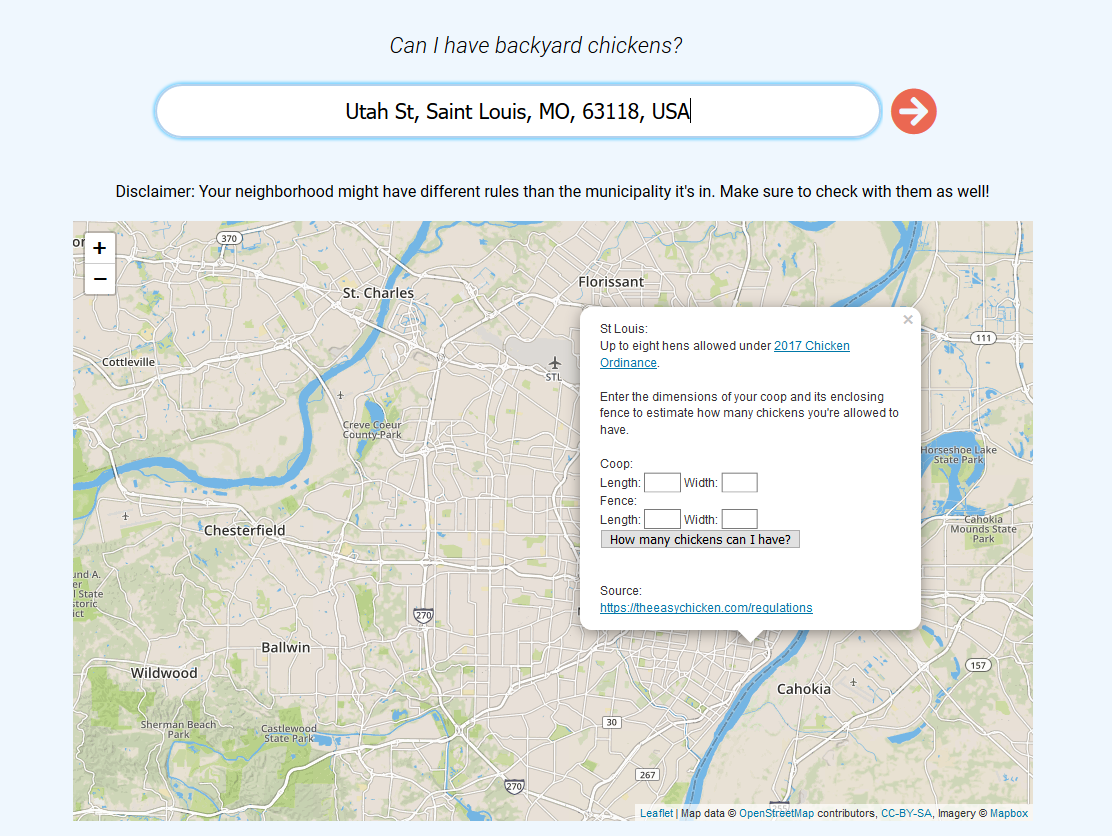 Can I have backyard chickens?
Utah St, Saint Louis, MO, 63118, USA
Disclaimer: Your neighborhood might have different rules than the municipality it's in. Make sure to check with them as well!
+
−
370
St. Charles
Florissant
Cottleville
STL
111
Creve Coeur
County Park
St Louis:
Up to eight hens allowed under 2017 Chicken
Ordinance.
Enter the dimensions of your coop and its enclosing
fence to estimate how many chickens you're allowed to
have.
Coop:
Length: Width:
Fence:
Length: Width:
How many chickens can I have?
Source:
https://theeasychicken.com/regulations
×
Horseshoe Lake
State Park
Chesterfield
Cahokia
Mounds State
Park
270
Ballwin
Wildwood
157
Cahokia
Sherman Beach
Park
Castlewood
State Park
30
267
270
255
Leaflet | Map data © OpenStreetMap contributors, CC-BY-SA, Imagery © Mapbox